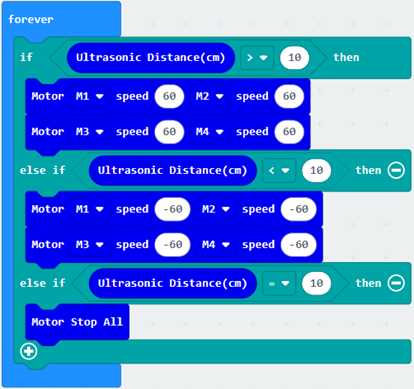 forever
if Ultrasonic Distance(cm) > 10 then
Motor M1 speed 60 M2 speed 60
Motor M3 speed 60 M4 speed 60
else if Ultrasonic Distance(cm) < 10 then
Motor M1 speed -60 M2 speed -60
Motor M3 speed -60 M4 speed -60
else if Ultrasonic Distance(cm) = 10 then
Motor Stop All